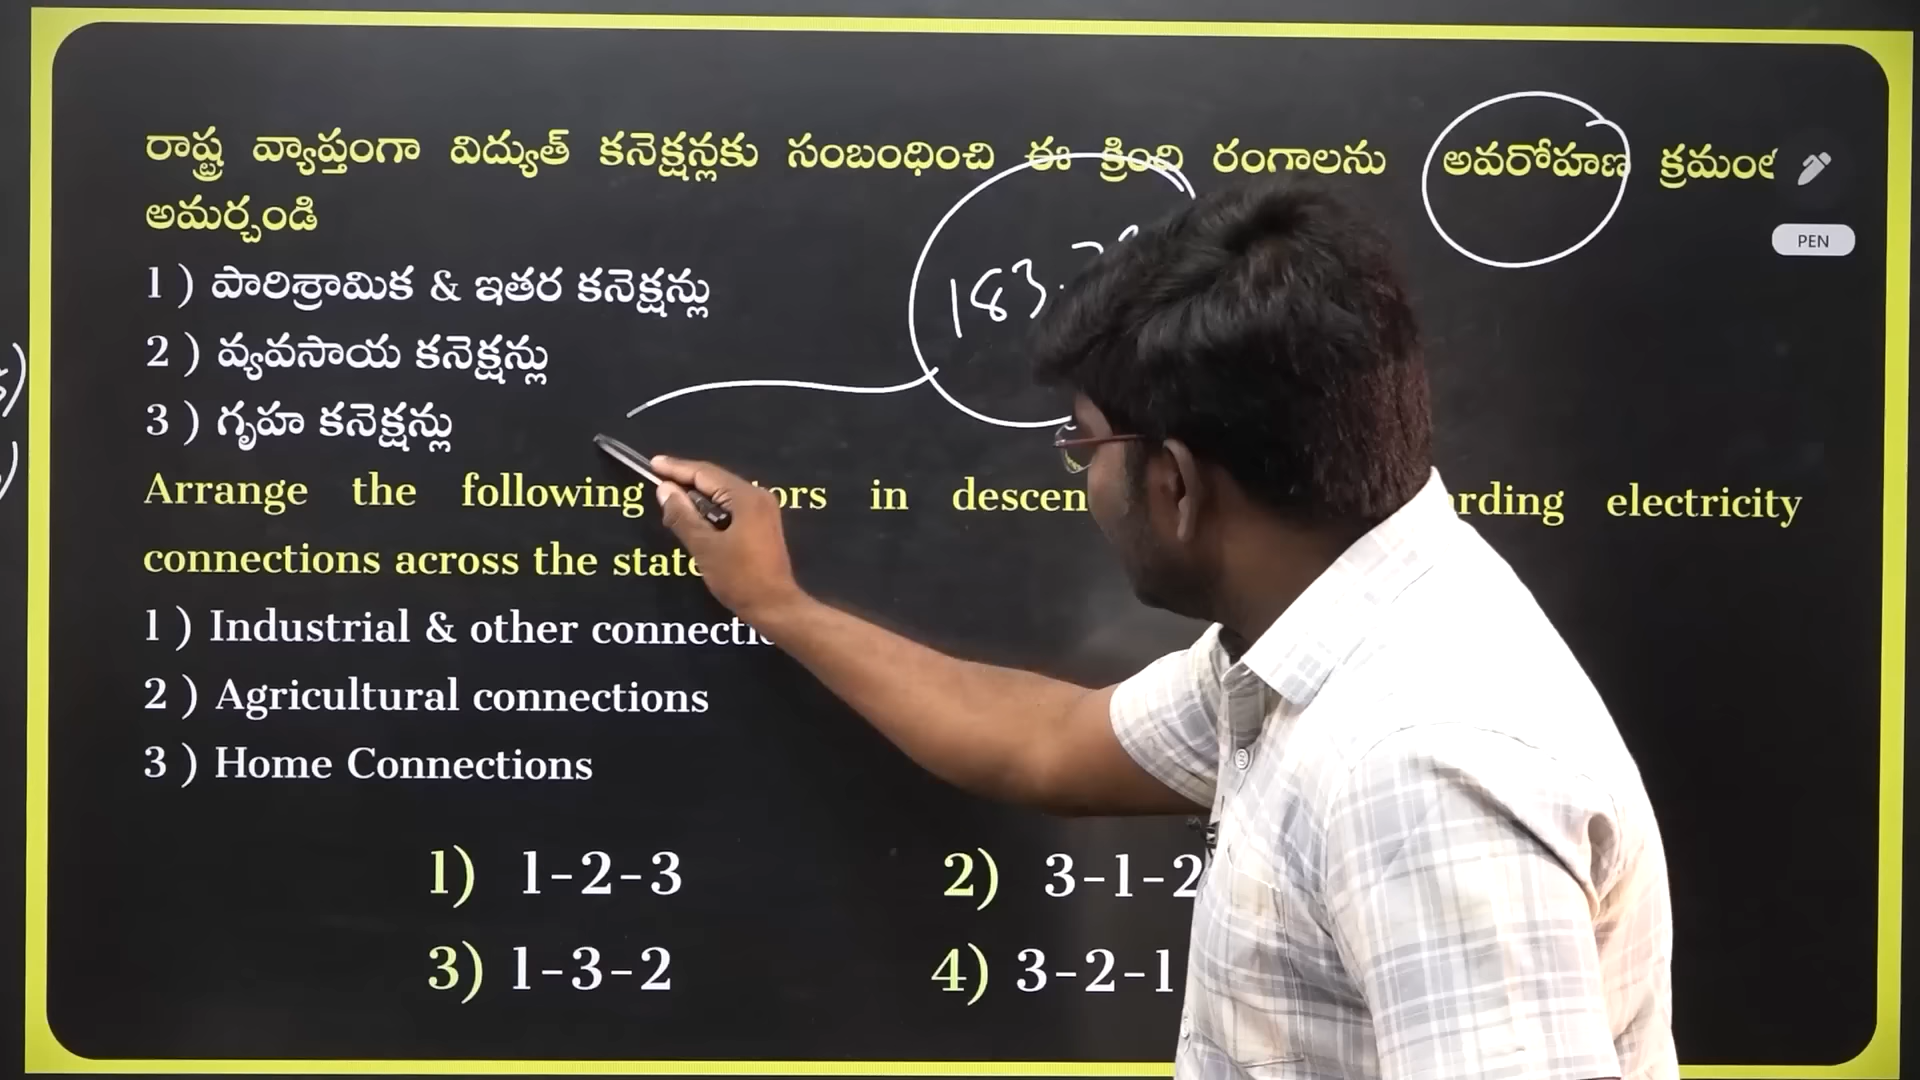 రాష్ట్ర వ్యాప్తంగా విద్యుత్ కనెక్షన్లకు సంబంధించి ఈ క్రింది రంగాలను అవరోహణ
అమర్చండి
1 ) పారిశ్రామిక & ఇతర కనెక్షన్లు
2 ) వ్యవసాయ కనెక్షన్లు
3 ) గృహ కనెక్షన్లు
183.
PEN
Arrange the following in electricity
connections across the state
1 ) Industrial & other
2 ) Agricultural connections
3 ) Home Connections
1) 1-2-3 2) 3-1-2
3) 1-3-2 4) 3-2-1